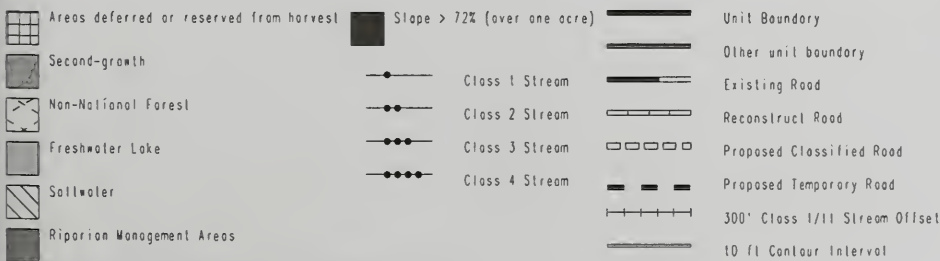 Areas deferred or reserved from harvest
Second-growth
Non-National Forest
Freshwater Lake
Saltwater
Riparian Management Areas
Slope > 72% (over one acre)
Class 1 Stream
Class 2 Stream
Class 3 Stream
Class 4 Stream
Unit Boundary
Other unit boundary
Existing Road
Reconstruct Road
Proposed Classified Road
Proposed Temporary Road
300' Class I/II Stream Offset
10 ft Contour Interval